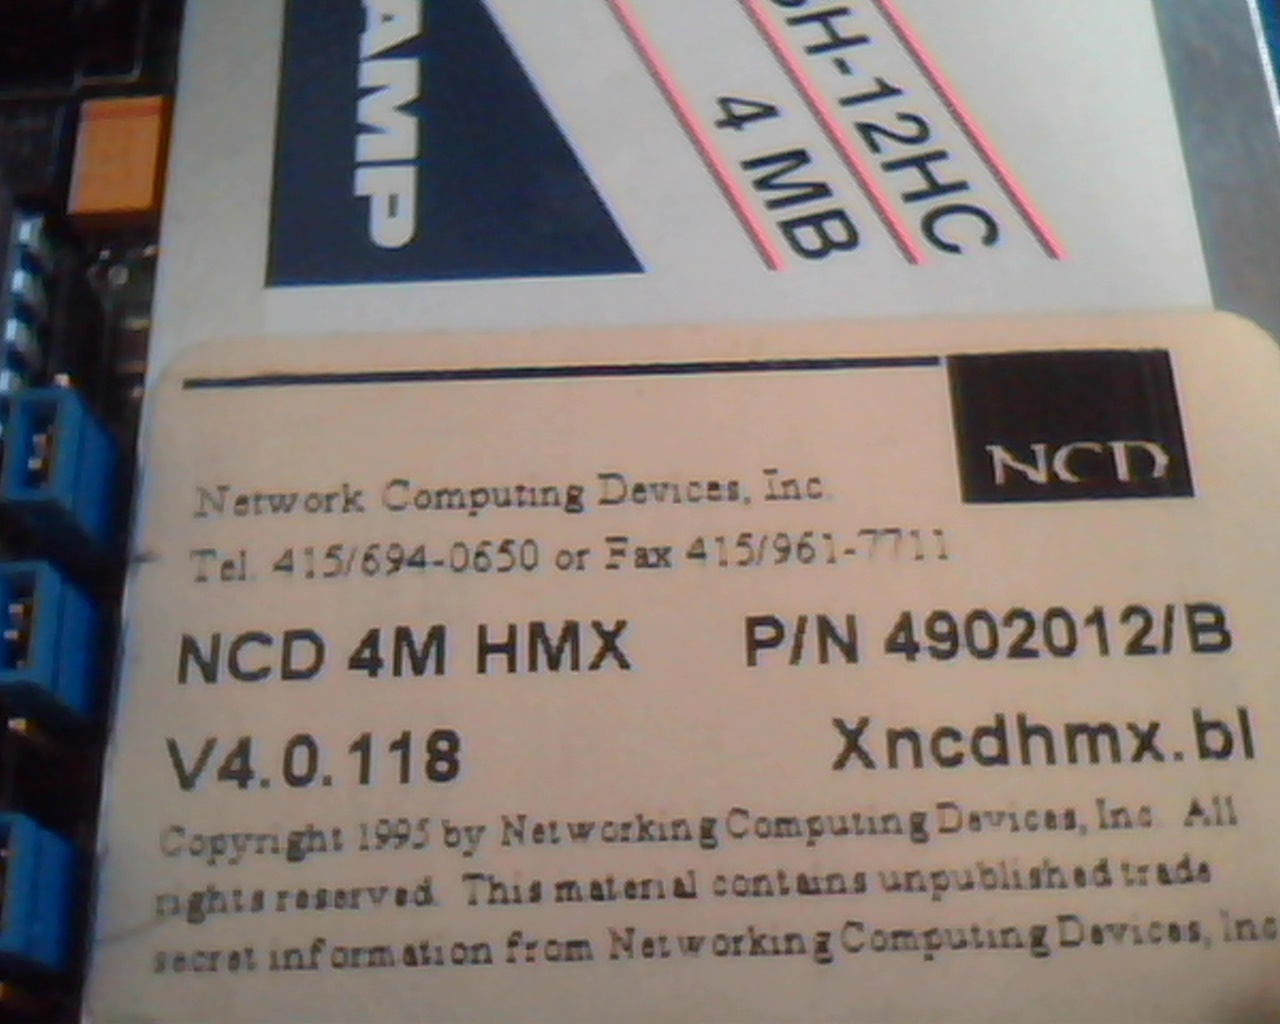 AMP
4 MB
H-12HC
NCD
Network Computing Devices, Inc.
Tel. 415/694-0650 or Fax 415/961-7711
NCD 4M HMX P/N 4902012/B
V4.0.118 Xncdhmx.bl
Copyright 1995 by Networking Computing Devices, Inc. All
rights reserved. This material contains unpublished trade
secret information from Networking Computing Devices, Inc